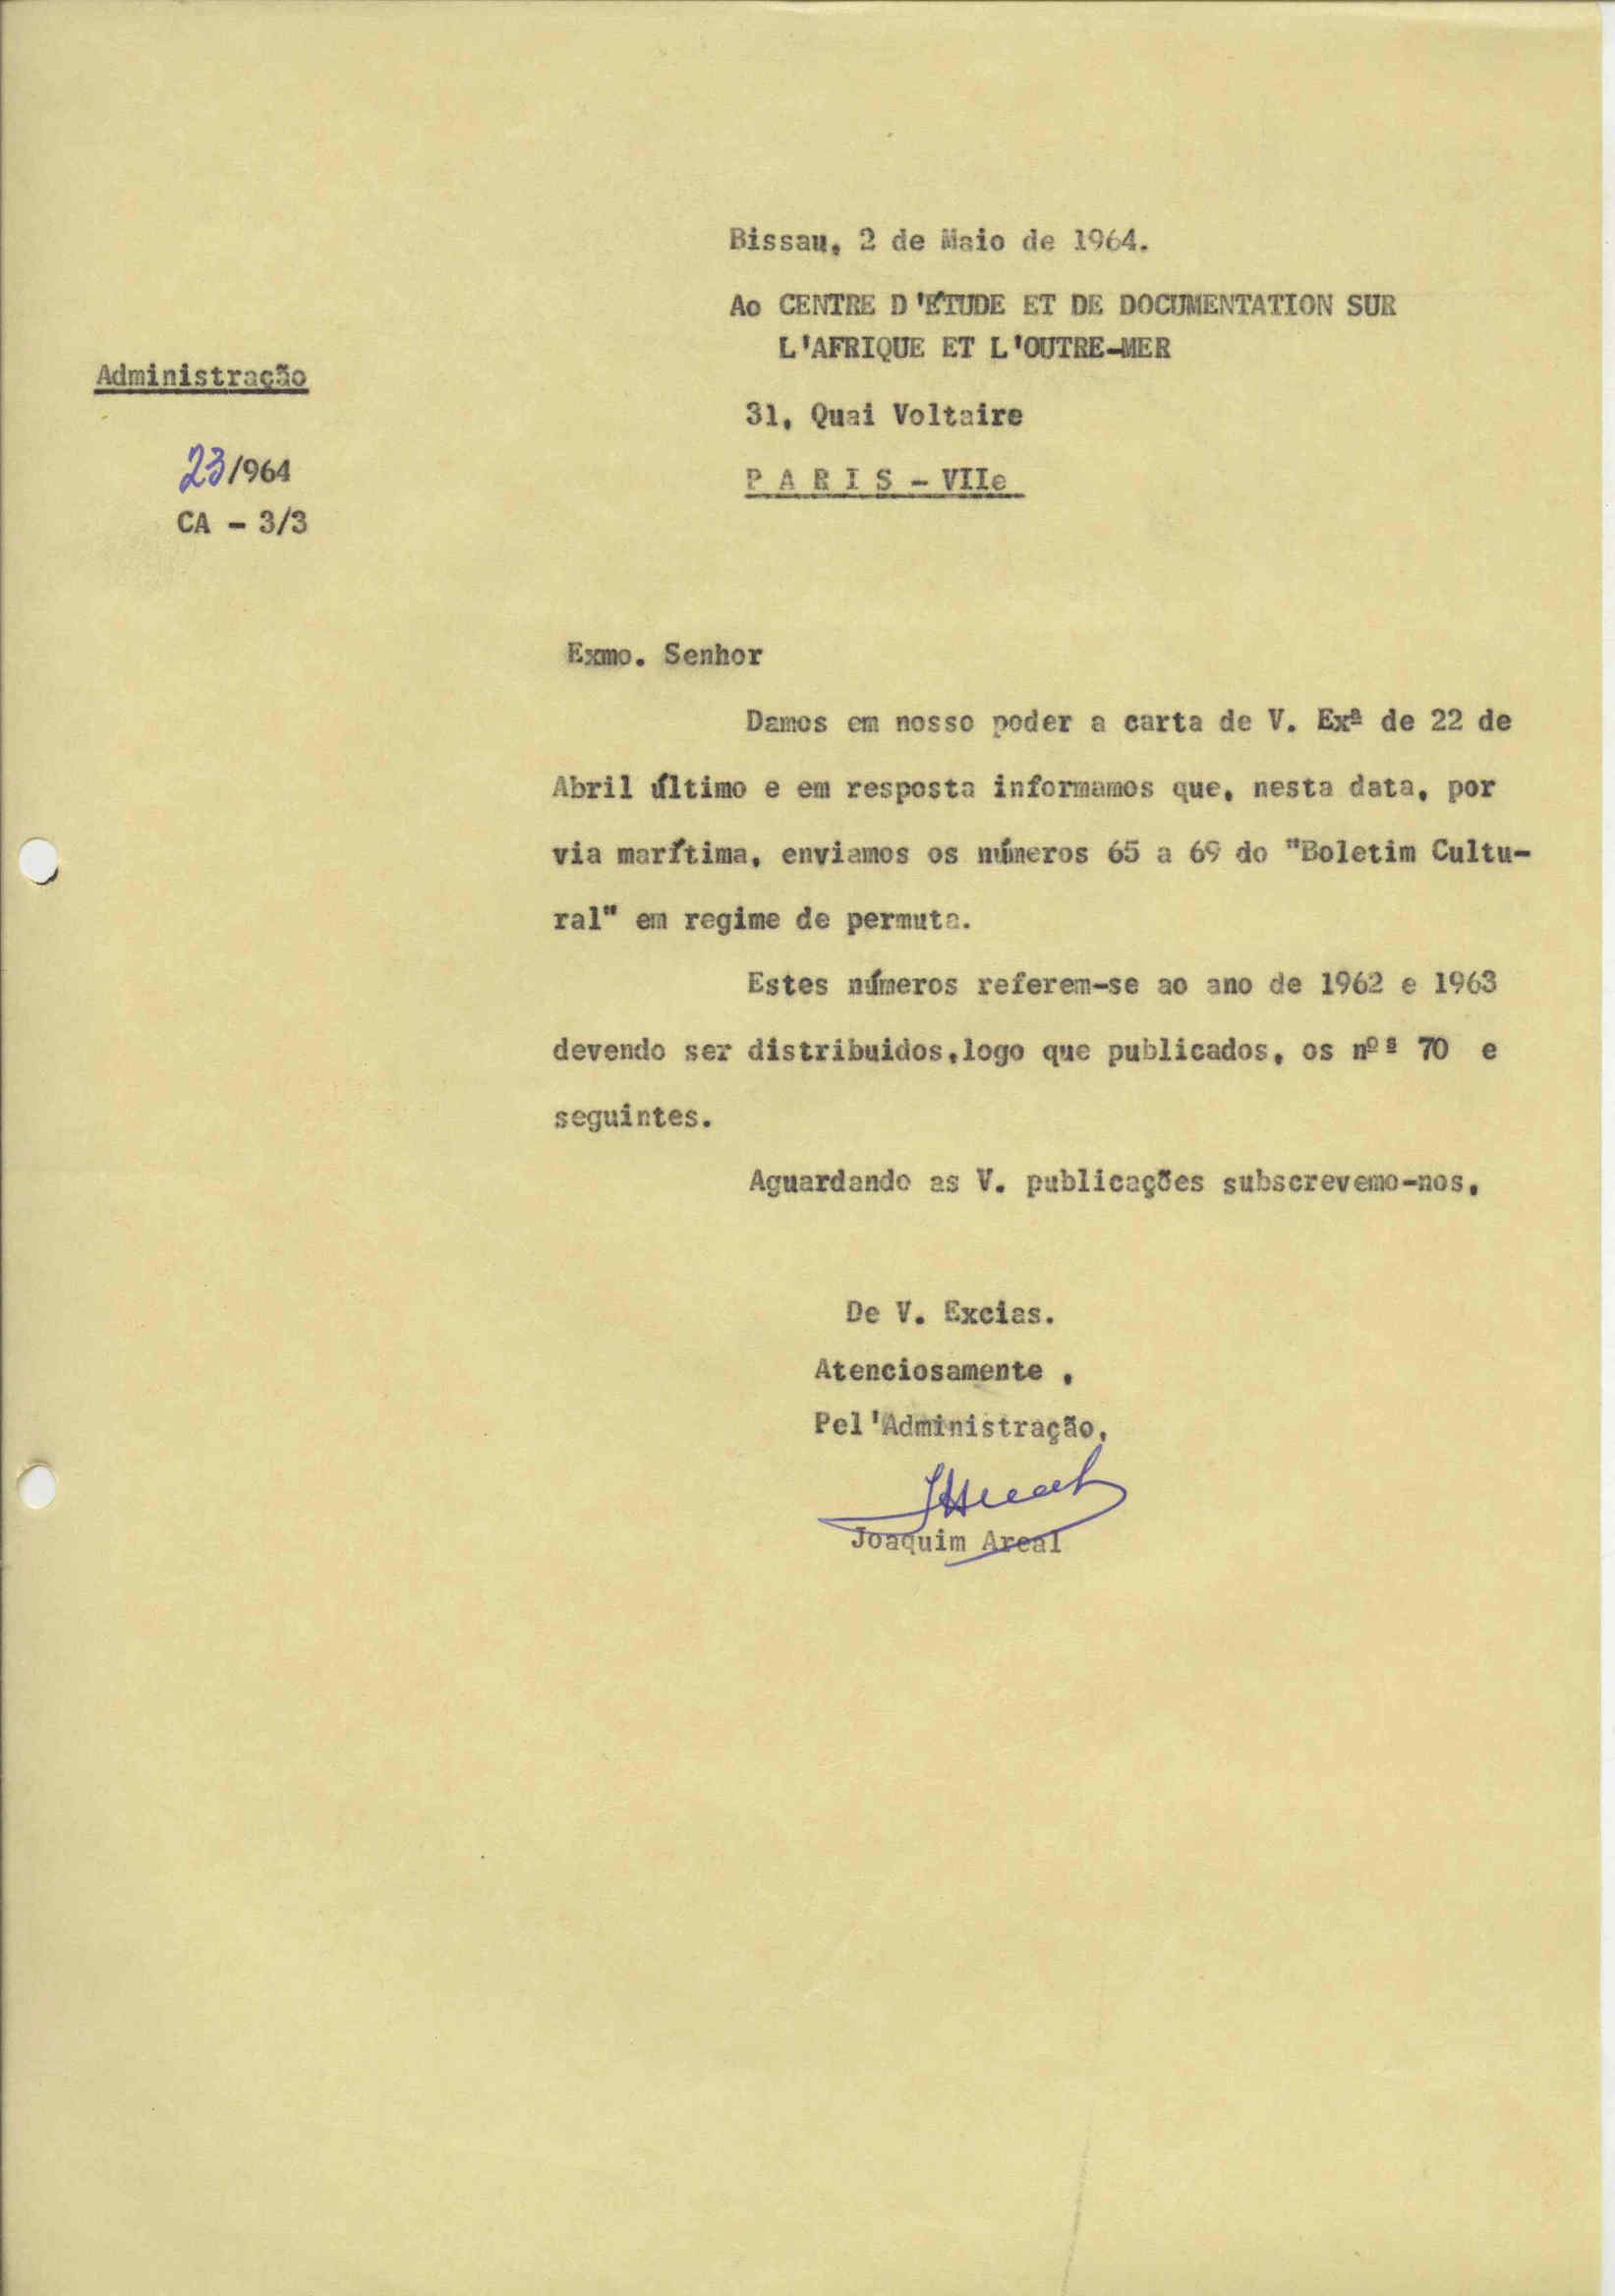 Bissau, 2 de Maio de 1964.
Ao CENTRE D'ÉTUDE ET DE DOCUMENTATION SUR
L'AFRIQUE ET L'OUTRE-MER
Administração
31, Quai Voltaire
23/964
P A R I S - VIIe
CA - 3/3
Exmo. Senhor
Damos em nosso poder a carta de V. Exª de 22 de
Abril último e em resposta informamos que, nesta data, por
via marítima, enviamos os números 65 a 69 do "Boletim Cultu-
ral" em regime de permuta.
Estes números referem-se ao ano de 1962 e 1963
devendo ser distribuidos,logo que publicados, os nºs 70 e
seguintes.
Aguardando as V. publicações subscrevemo-nos,
De V. Excias.
Atenciosamente ,
Pel'Administração,
JAreal
Joaquim Areal